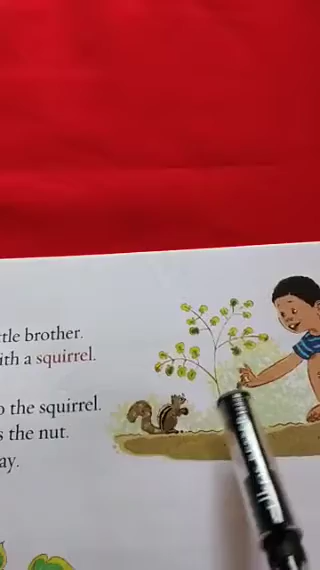 ttle brother.
ith a squirrel.
o the squirrel.
s the nut.
ay.